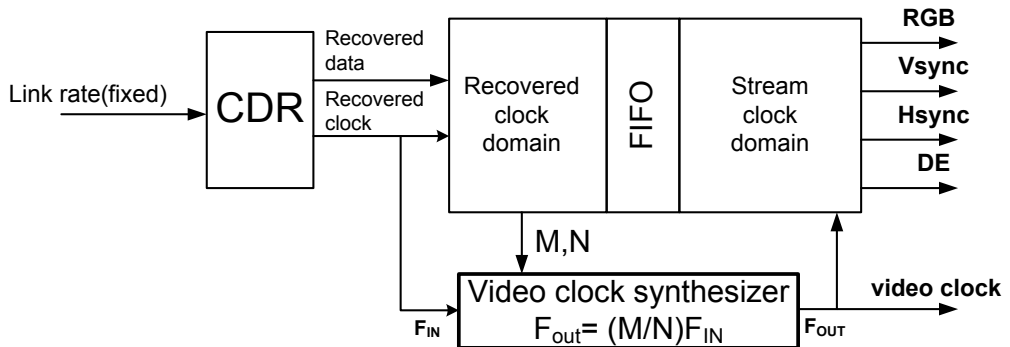 Link rate(fixed)
CDR
Recovered
data
Recovered
clock
Recovered
clock
domain
FIFO
Stream
clock
domain
RGB
Vsync
Hsync
DE
M,N
Video clock synthesizer
Fout= (M/N)FIN
FIN
FOUT
video clock